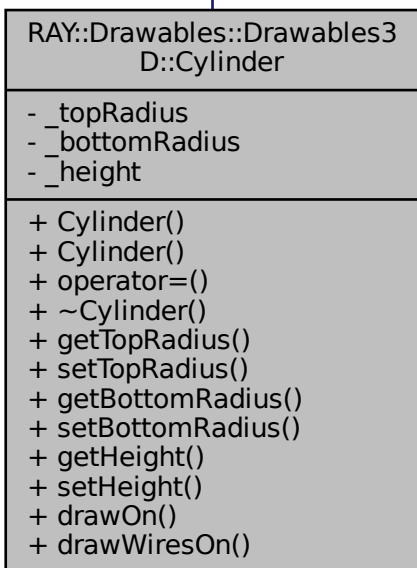 RAY::Drawables::Drawables3
D::Cylinder
- _topRadius
- _bottomRadius
- _height
+ Cylinder()
+ Cylinder()
+ operator=()
+ ~Cylinder()
+ getTopRadius()
+ setTopRadius()
+ getBottomRadius()
+ setBottomRadius()
+ getHeight()
+ setHeight()
+ drawOn()
+ drawWiresOn()